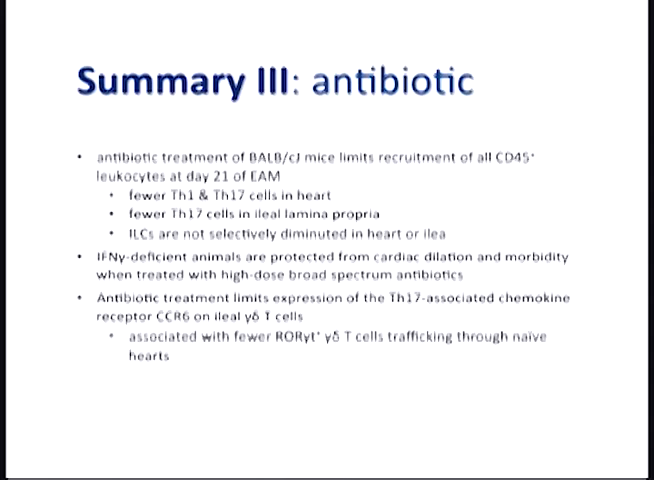 Summary III: antibiotic
• antibiotic treatment of BALB/cJ mice limits recruitment of all CD45⁺
leukocytes at day 21 of EAM
• fewer Th1 & Th17 cells in heart
• fewer Th17 cells in ileal lamina propria
• ILCs are not selectively diminuted in heart or ilea
• IFNγ-deficient animals are protected from cardiac dilation and morbidity
when treated with high-dose broad spectrum antibiotics
• Antibiotic treatment limits expression of the Th17-associated chemokine
receptor CCR6 on ileal γδ T cells
• associated with fewer RORγt⁺ γδ T cells trafficking through naïve
hearts